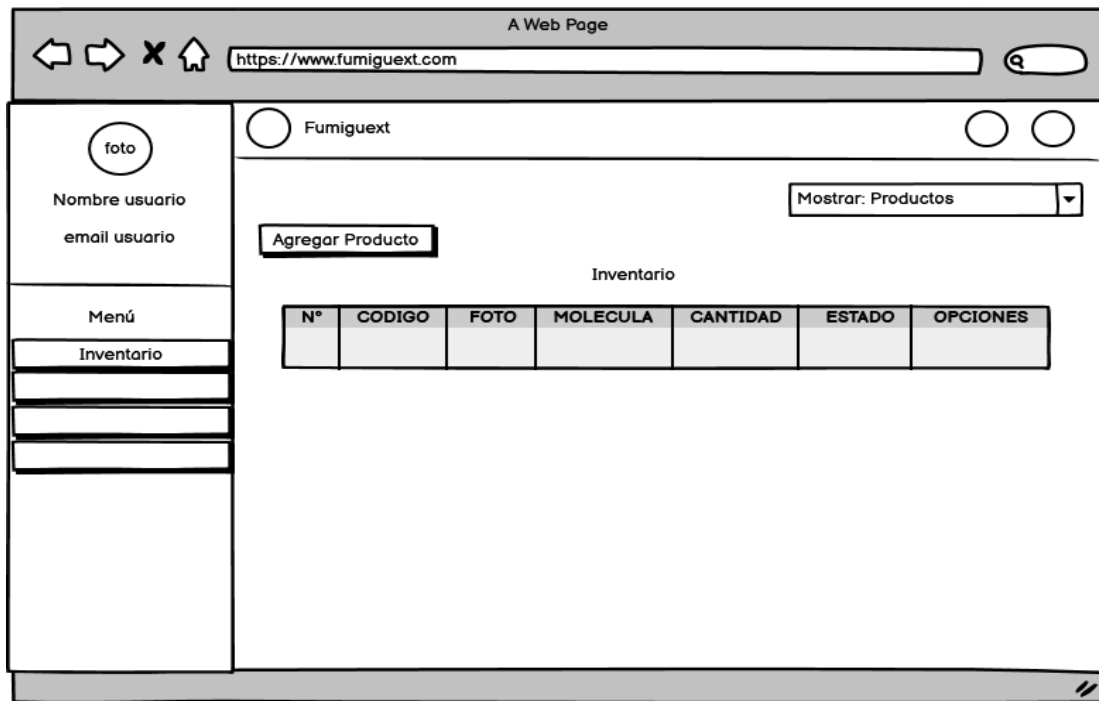 A Web Page
https://www.fumiguext.com
foto
Nombre usuario
email usuario
Menú
Inventario
Fumiguext
Mostrar: Productos
Agregar Producto
Inventario
N° CODIGO FOTO MOLECULA CANTIDAD ESTADO OPCIONES